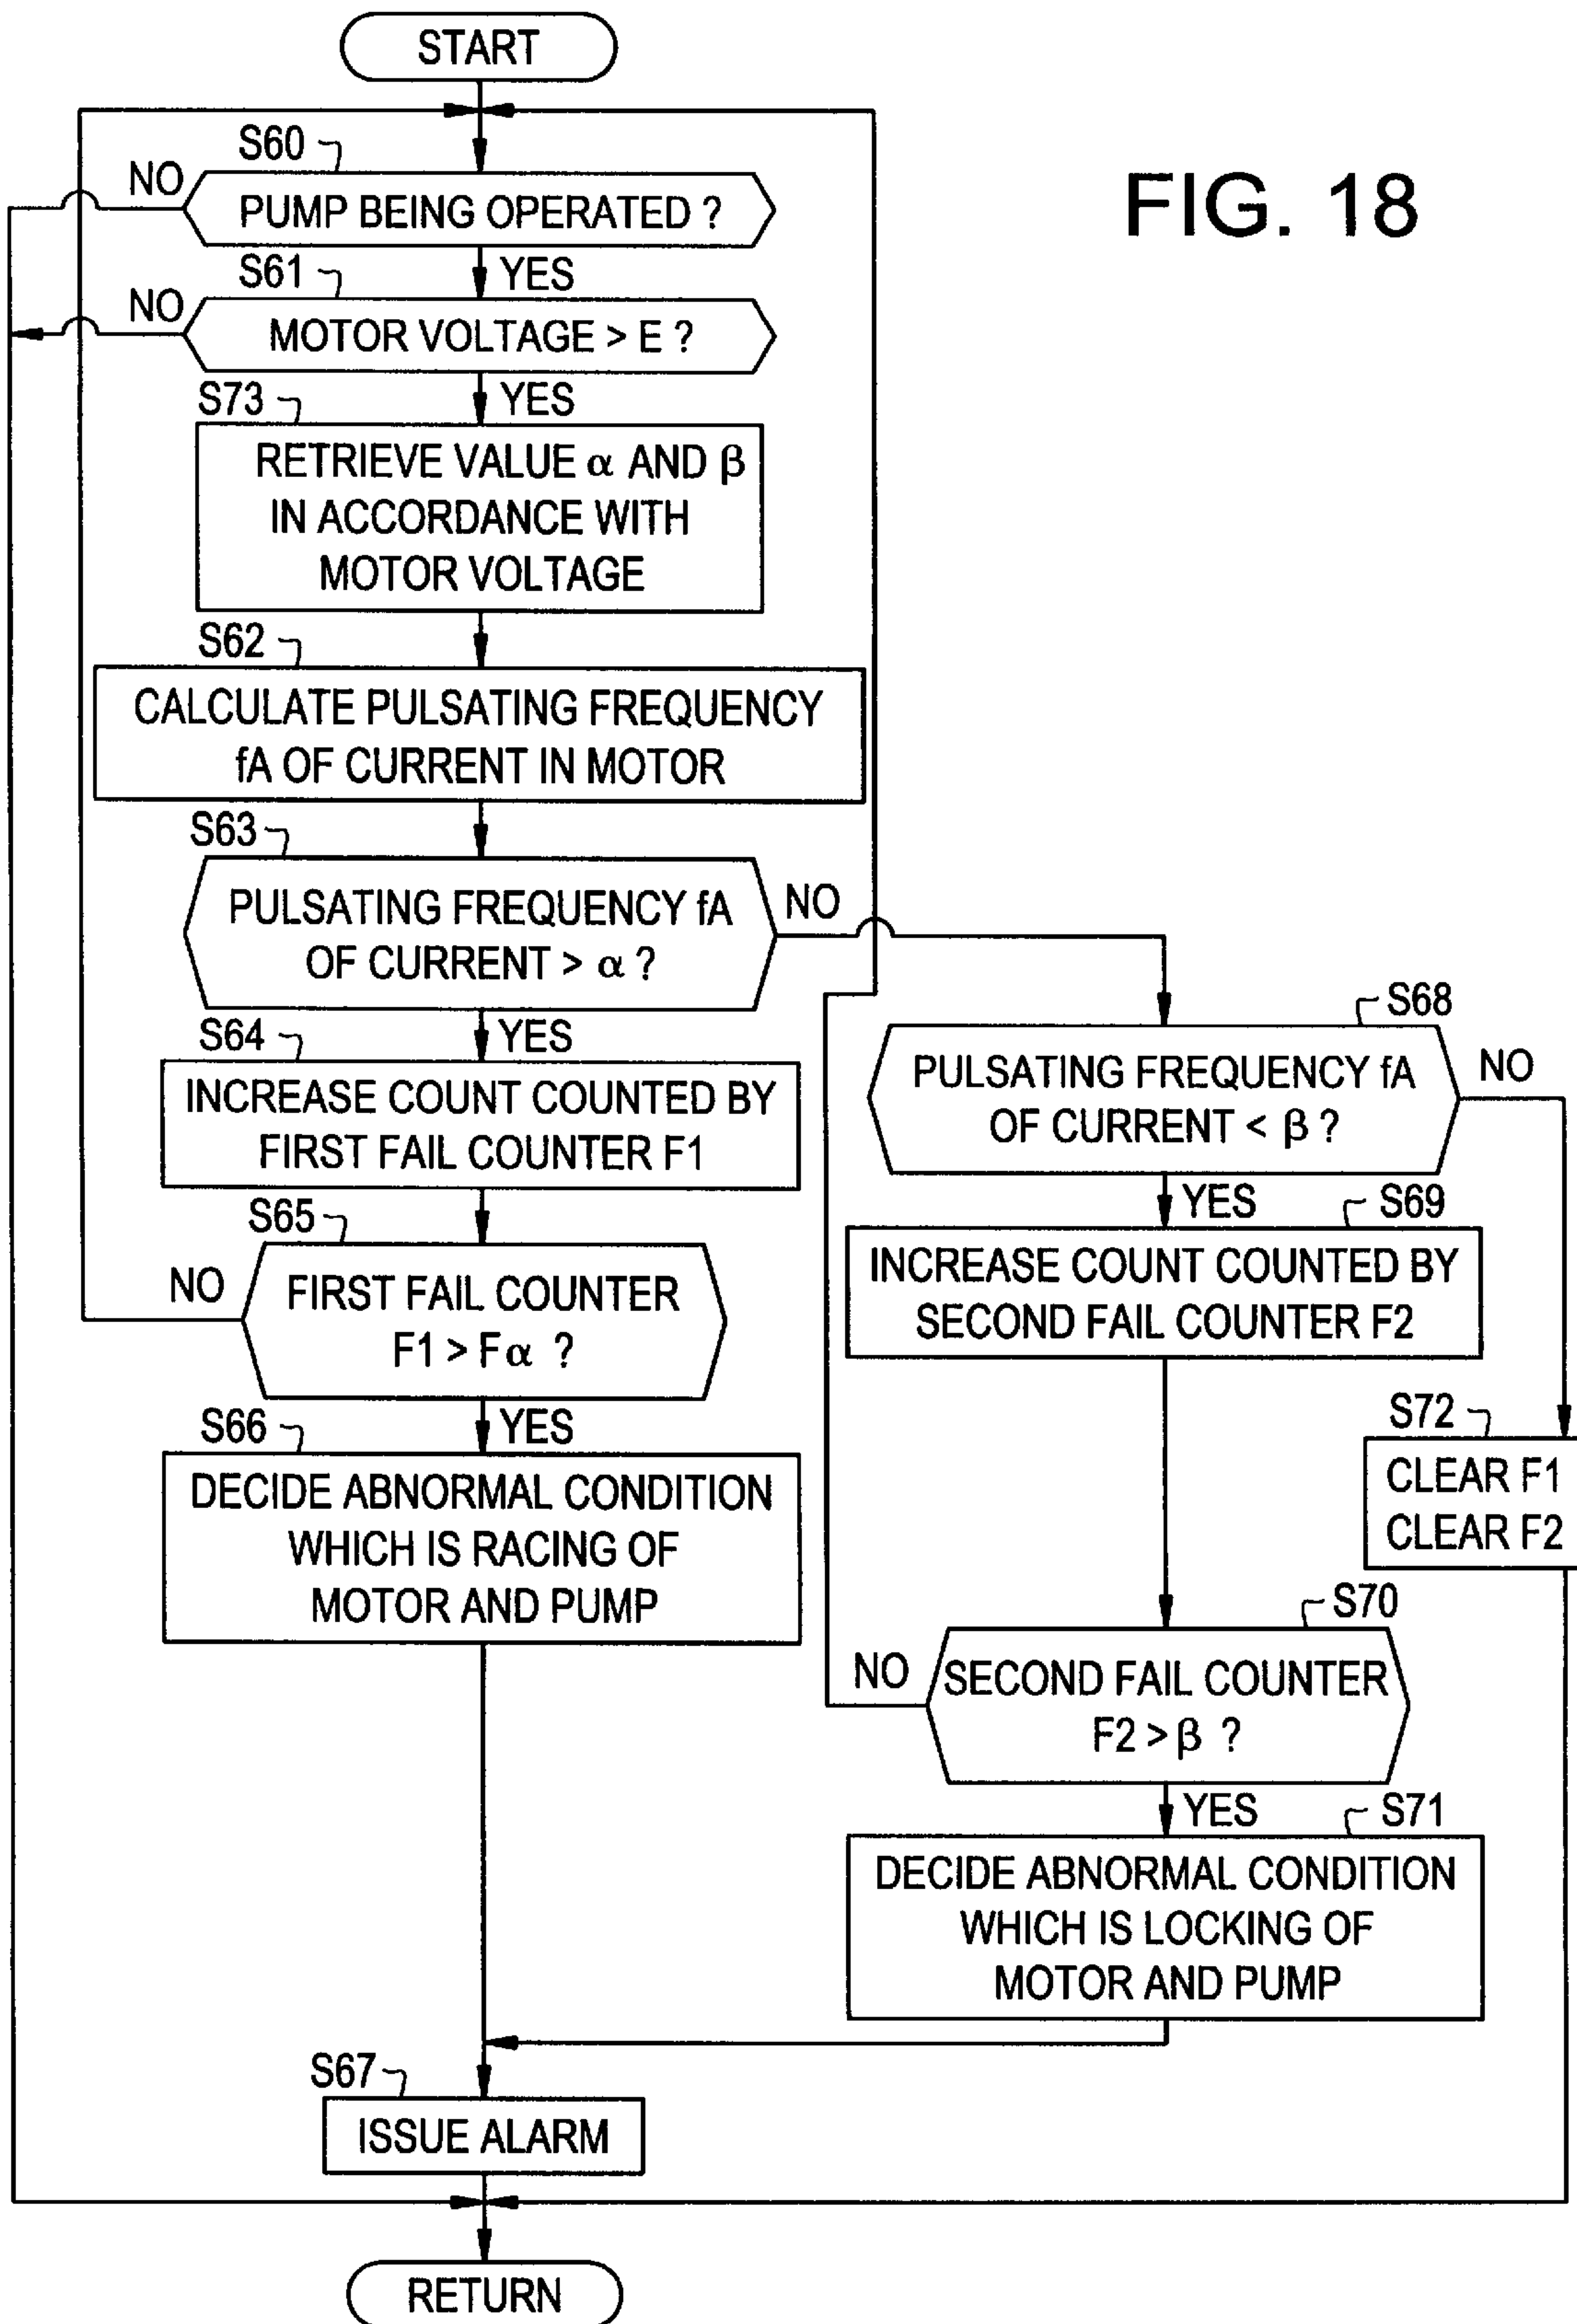 START
FIG. 18
S60
NO
PUMP BEING OPERATED ?
YES
S61
NO
MOTOR VOLTAGE > E ?
YES
S73
RETRIEVE VALUE α AND β
IN ACCORDANCE WITH
MOTOR VOLTAGE
S62
CALCULATE PULSATING FREQUENCY
fA OF CURRENT IN MOTOR
S63
PULSATING FREQUENCY fA
OF CURRENT > α ?
NO
YES
S64
INCREASE COUNT COUNTED BY
FIRST FAIL COUNTER F1
S65
NO
FIRST FAIL COUNTER
F1 > Fα ?
YES
S66
DECIDE ABNORMAL CONDITION
WHICH IS RACING OF
MOTOR AND PUMP
S68
PULSATING FREQUENCY fA
OF CURRENT < β ?
NO
YES
S69
INCREASE COUNT COUNTED BY
SECOND FAIL COUNTER F2
S72
CLEAR F1
CLEAR F2
S70
NO
SECOND FAIL COUNTER
F2 > β ?
YES
S71
DECIDE ABNORMAL CONDITION
WHICH IS LOCKING OF
MOTOR AND PUMP
S67
ISSUE ALARM
RETURN